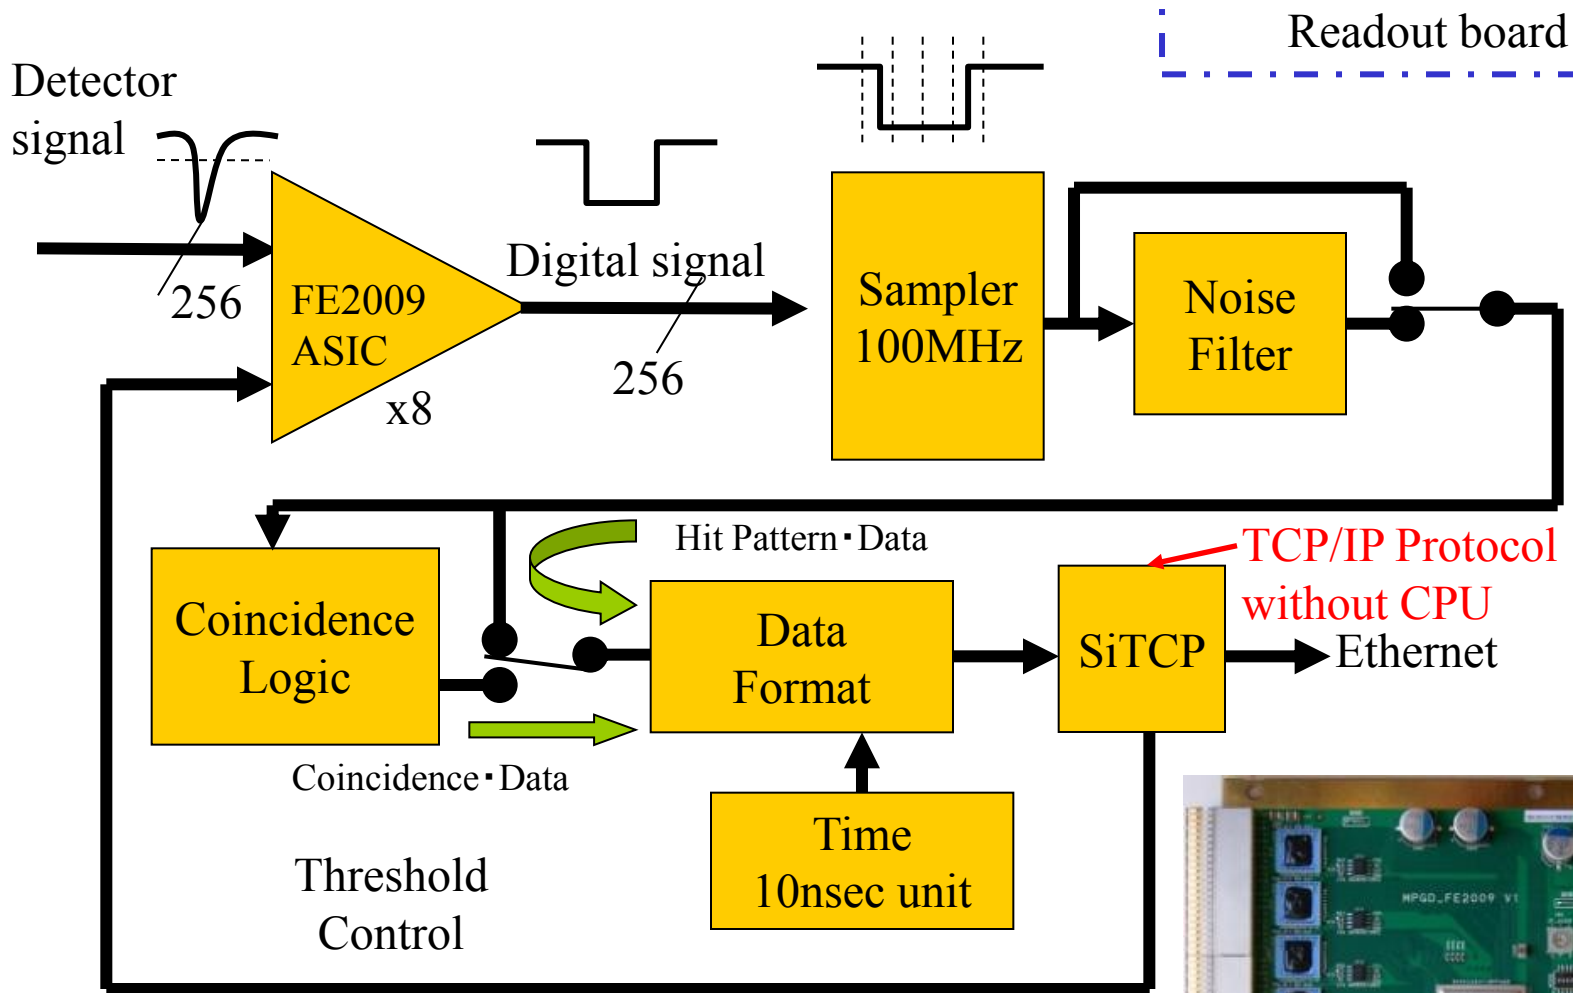 Readout board
Detector
signal
256
FE2009
ASIC
x8
Digital signal
256
Sampler
100MHz
Noise
Filter
Hit Pattern･Data
TCP/IP Protocol
without CPU
Coincidence
Logic
Data
Format
SiTCP
Ethernet
Coincidence･Data
Time
10nsec unit
Threshold
Control
MPGD_FE2009 V1